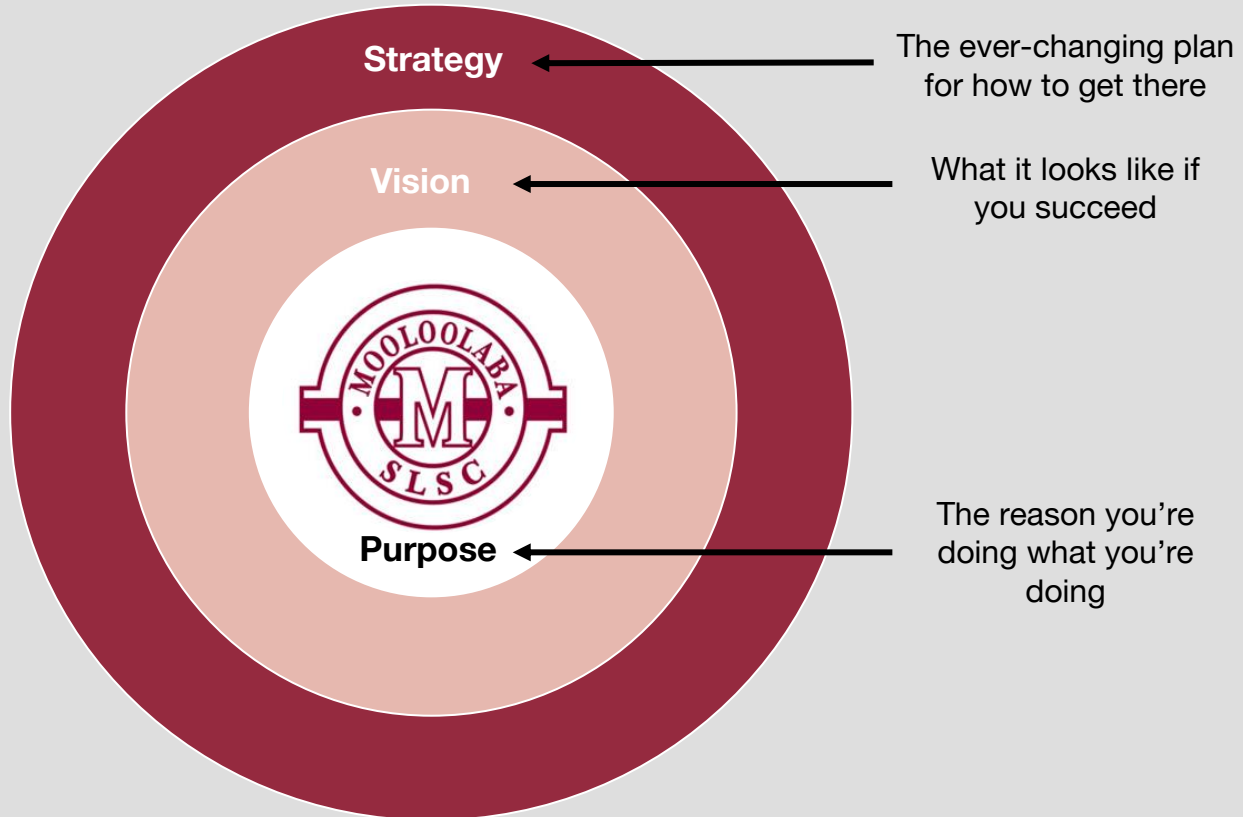 Strategy
The ever-changing plan
for how to get there
Vision
What it looks like if
you succeed
MOOLOOLABA
M
SLSC
Purpose
The reason you're
doing what you're
doing